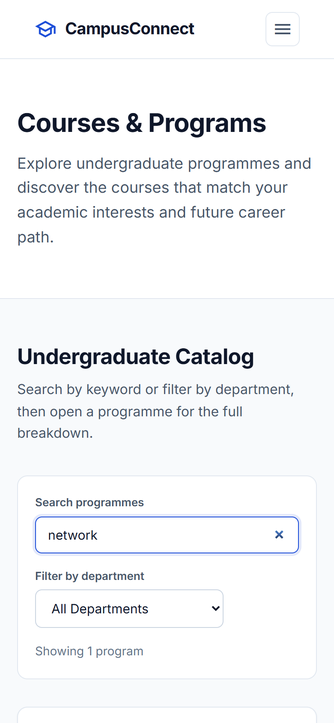 CampusConnect
Courses & Programs
Explore undergraduate programmes and
discover the courses that match your
academic interests and future career
path.
Undergraduate Catalog
Search by keyword or filter by department,
then open a programme for the full
breakdown.
Search programmes
network
Filter by department
All Departments
Showing 1 program